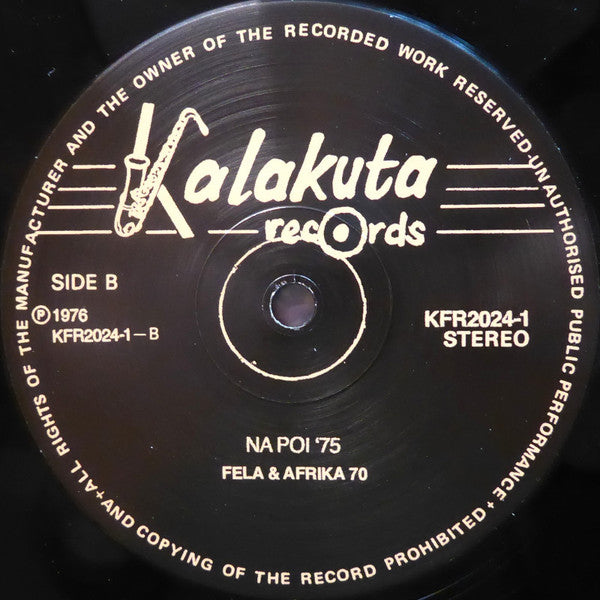 ALL RIGHTS OF THE MANUFACTURER AND THE OWNER OF THE RECORDED WORK RESERVED-UNAUTHORISED PUBLIC PERFORMANCE + AND COPYING OF THE RECORD PROHIBITED +
Kalakuta
records
SIDE B
℗1976
KFR2024-1-B
KFR2024-1
STEREO
NA POI '75
FELA & AFRIKA 70